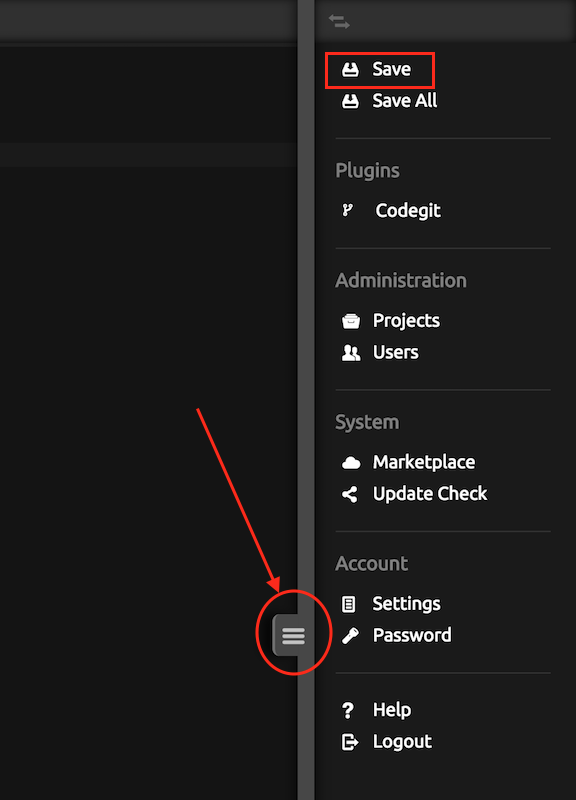 Save
Save All
Plugins
Codegit
Administration
Projects
Users
System
Marketplace
Update Check
Account
Settings
Password
Help
Logout